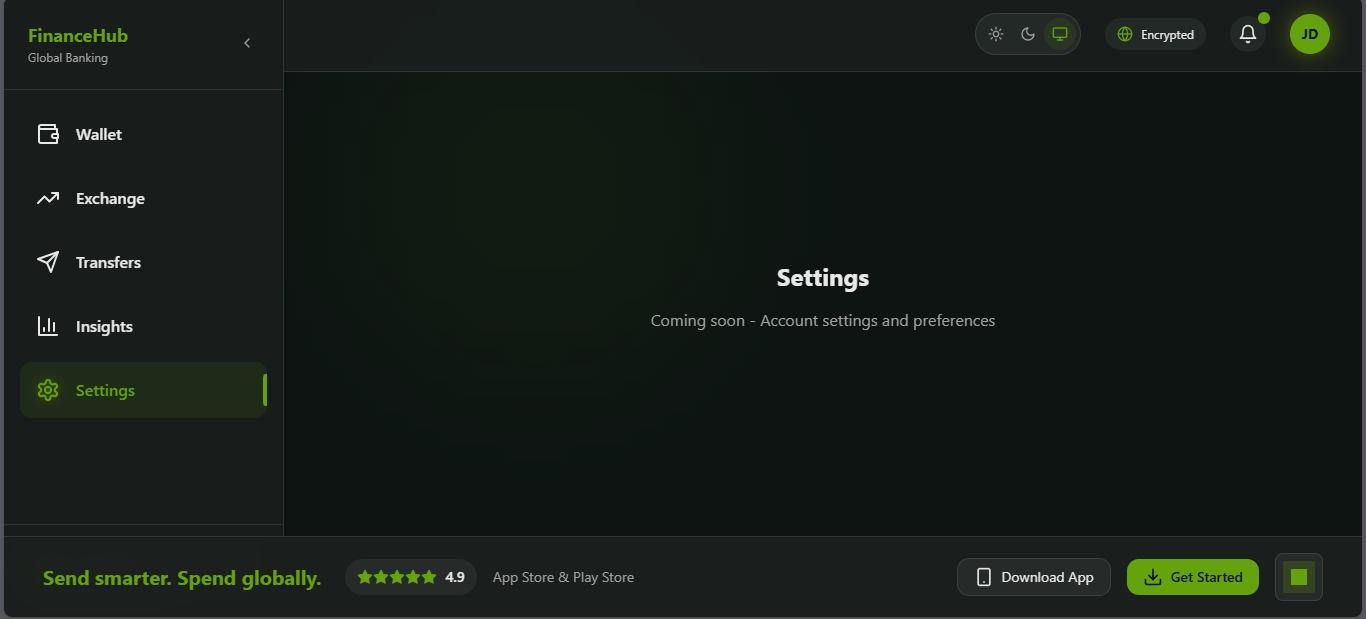 FinanceHub
Global Banking
Encrypted
JD
Wallet
Exchange
Transfers
Insights
Settings
Settings
Coming soon - Account settings and preferences
Send smarter. Spend globally.
4.9
App Store & Play Store
Download App
Get Started